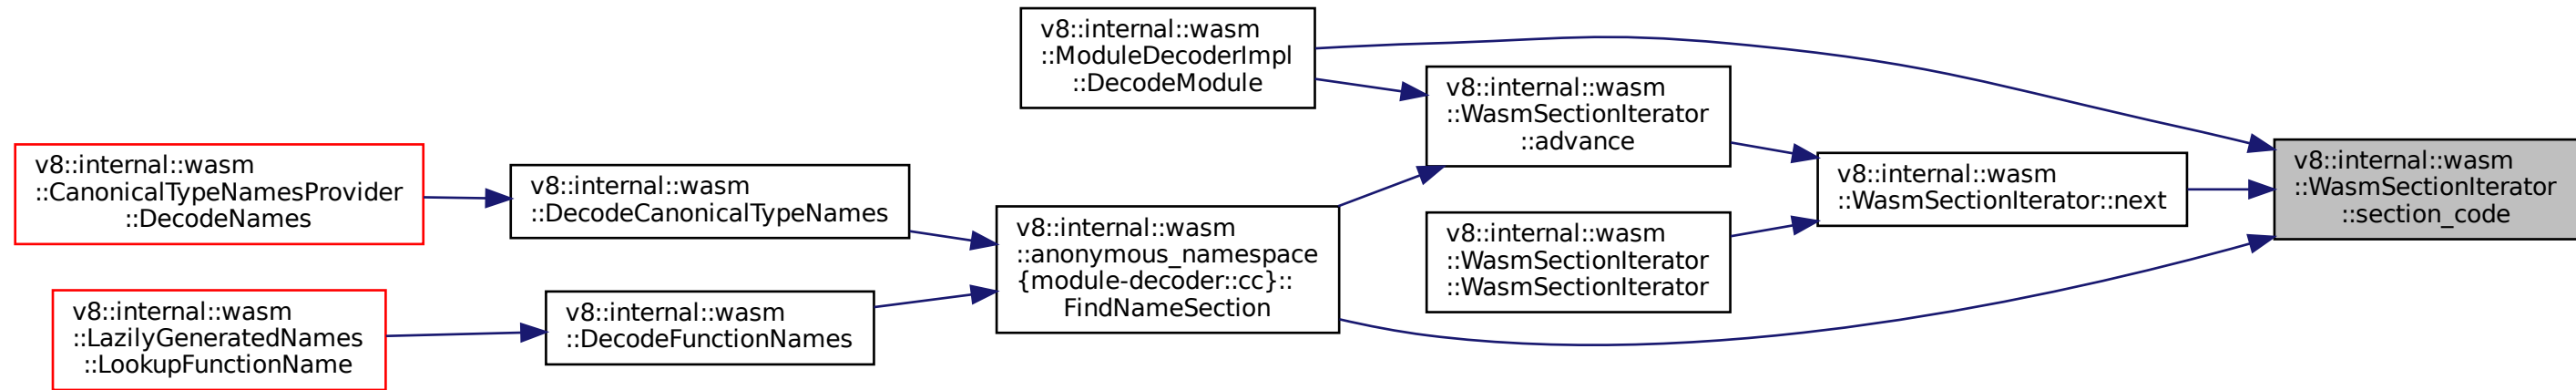 v8::internal::wasm
::ModuleDecoderImpl
::DecodeModule
v8::internal::wasm
::WasmSectionIterator
::advance
v8::internal::wasm
::WasmSectionIterator
::section_code
v8::internal::wasm
::CanonicalTypeNamesProvider
::DecodeNames
v8::internal::wasm
::DecodeCanonicalTypeNames
v8::internal::wasm
::WasmSectionIterator::next
v8::internal::wasm
::anonymous_namespace
{module-decoder::cc}::
FindNameSection
v8::internal::wasm
::WasmSectionIterator
::WasmSectionIterator
v8::internal::wasm
::LazilyGeneratedNames
::LookupFunctionName
v8::internal::wasm
::DecodeFunctionNames